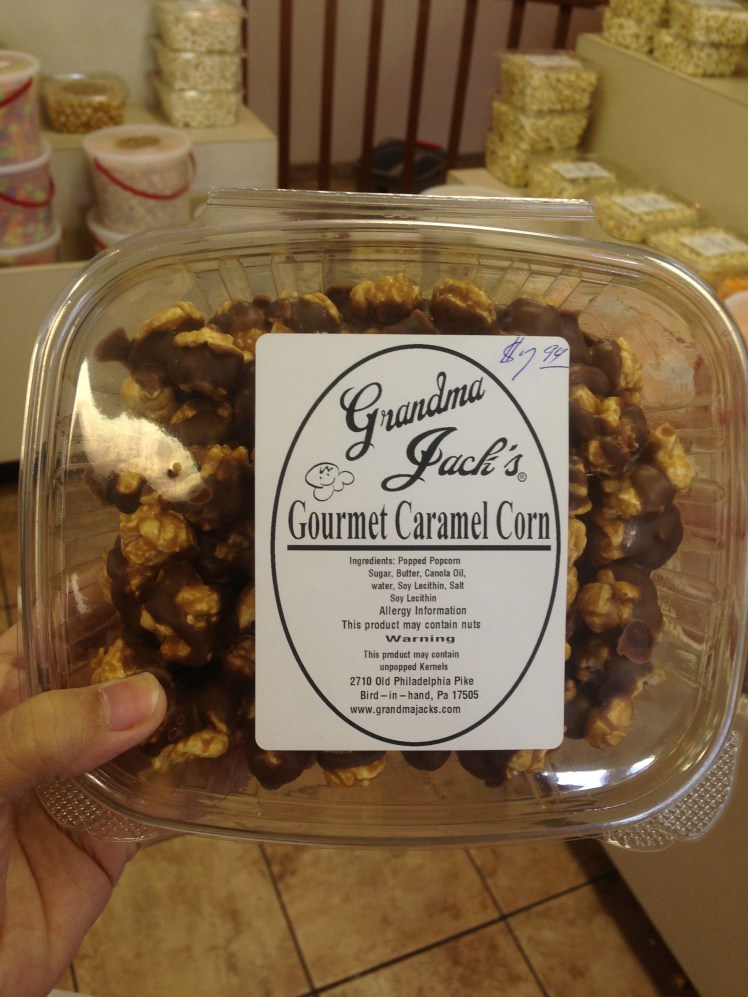 $7.94
Grandma
Jack's®
Gourmet Caramel Corn
Ingredients: Popped Popcorn
Sugar, Butter, Canola Oil,
water, Soy Lecithin, Salt
Soy Lecithin
Allergy Information
This product may contain nuts
Warning
This product may contain
unpopped Kernels
2710 Old Philadelphia Pike
Bird-in-hand, Pa 17505
www.grandmajacks.com